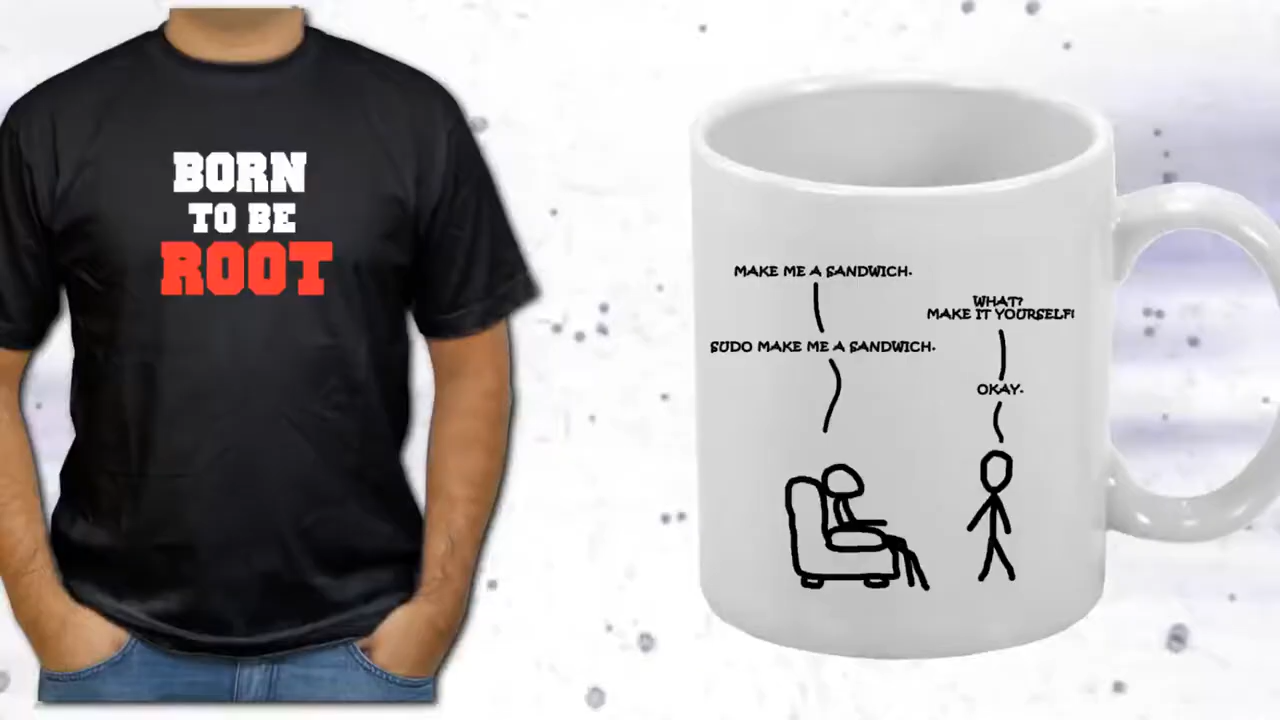 BORN
TO BE
ROOT
MAKE ME A SANDWICH.
WHAT?
MAKE IT YOURSELF!
SUDO MAKE ME A SANDWICH.
OKAY.